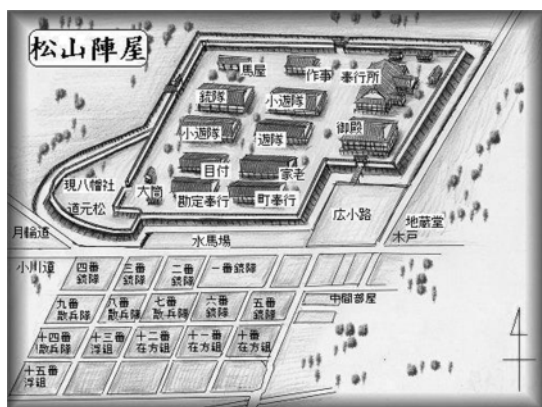 松山陣屋
馬屋
作事
奉行所
銃隊
小遊隊
小遊隊
遊隊
御殿
目付
家老
現八幡社
大筒
勘定奉行
町奉行
道元松
広小路
地蔵堂
月輪道
水馬場
木戸
小川道
四番
銃隊
三番
銃隊
二番
銃隊
一番銃隊
九番
散兵隊
八番
散兵隊
七番
散兵隊
六番
銃隊
五番
銃隊
中間部屋
十四番
散兵隊
十三番
浮組
十二番
在方組
十一番
在方組
十番
在方組
十五番
浮組